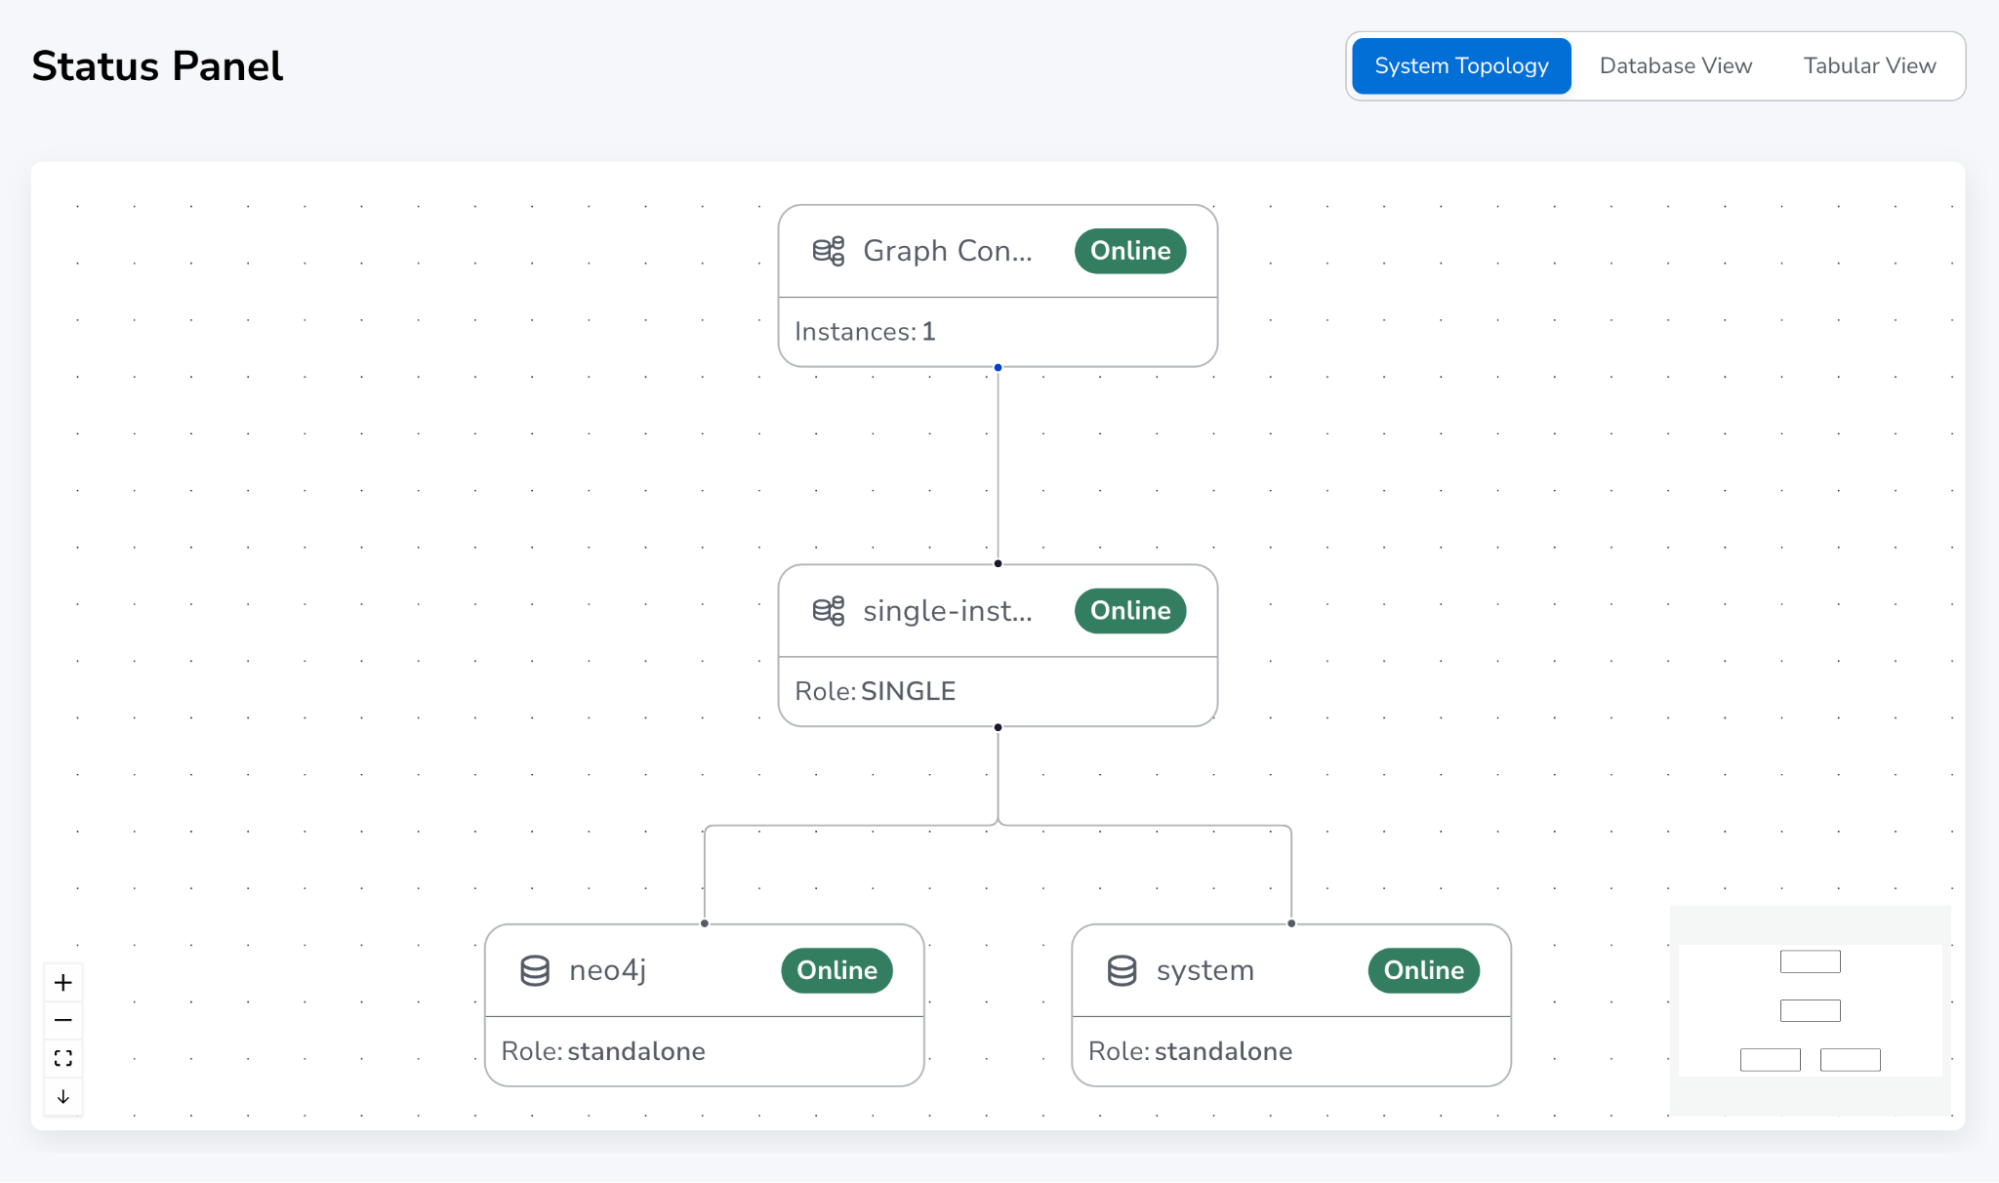 Status Panel
System Topology
Database View
Tabular View
Graph Con...
Online
Instances: 1
single-inst...
Online
Role: SINGLE
neo4j
Online
Role: standalone
system
Online
Role: standalone